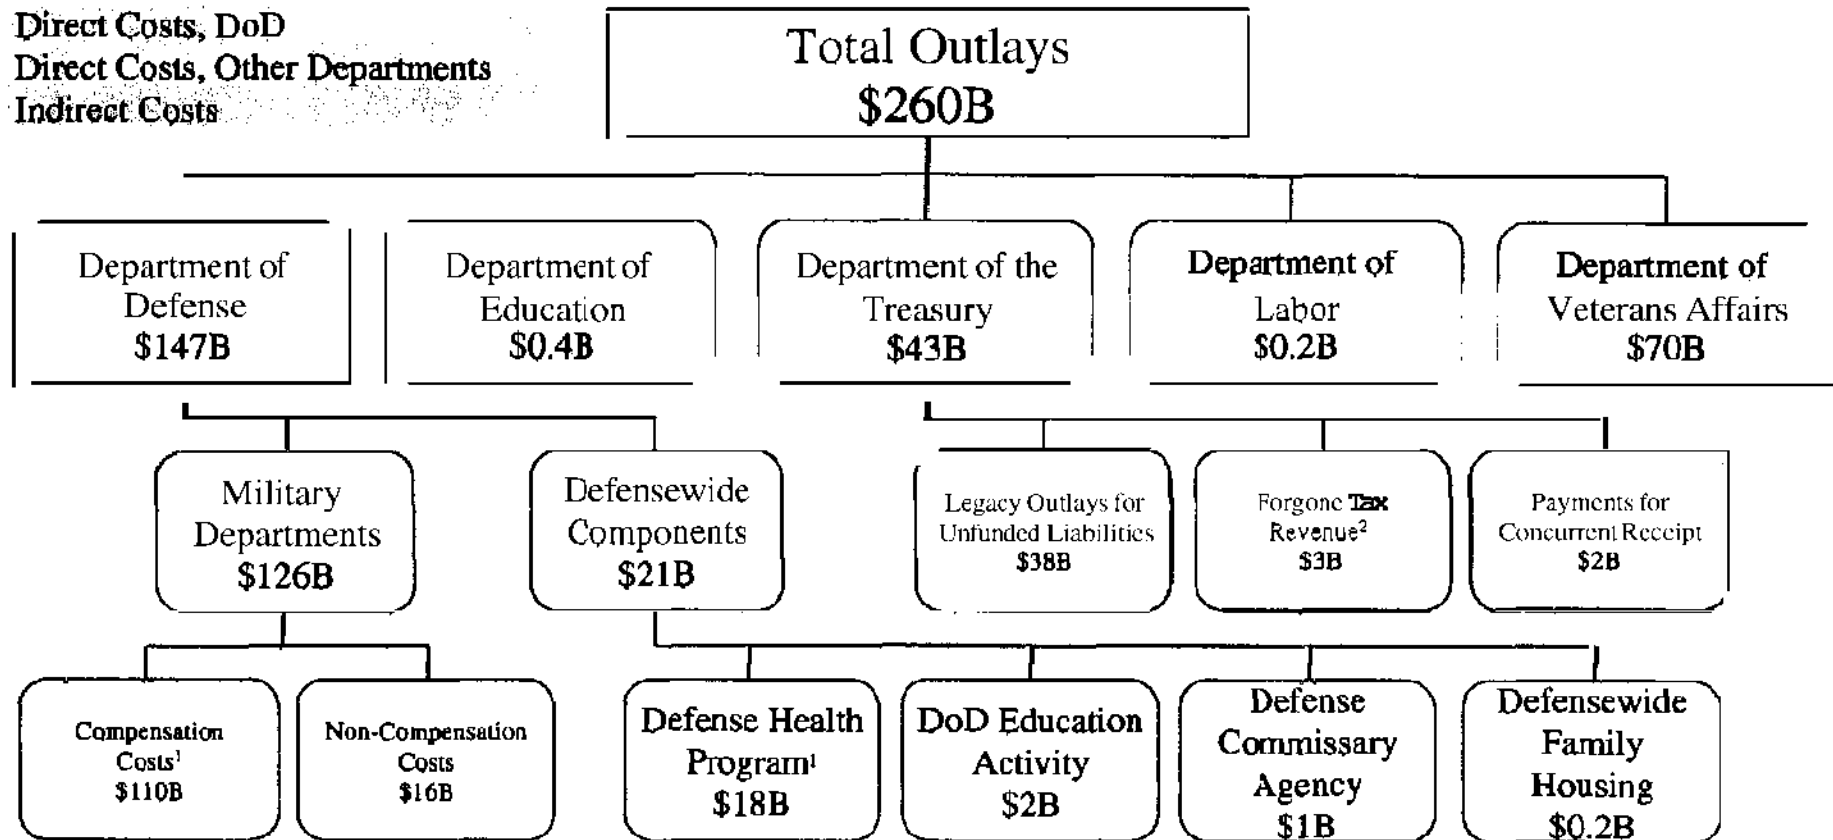 Direct Costs, DoD
Direct Costs, Other Departments
Indirect Costs
Total Outlays
$260B
Department of
Defense
$147B
Department of
Education
$0.4B
Department of the
Treasury
$43B
Department of
Labor
$0.2B
Department of
Veterans Affairs
$70B
Military
Departments
$126B
Defensewide
Components
$21B
Legacy Outlays for
Unfunded Liabilities
$38B
Forgone Tax
Revenue²
$3B
Payments for
Concurrent Receipt
$2B
Compensation
Costs¹
$110B
Non-Compensation
Costs
$16B
Defense Health
Program¹
$18B
DoD Education
Activity
$2B
Defense
Commissary
Agency
$1B
Defensewide
Family
Housing
$0.2B